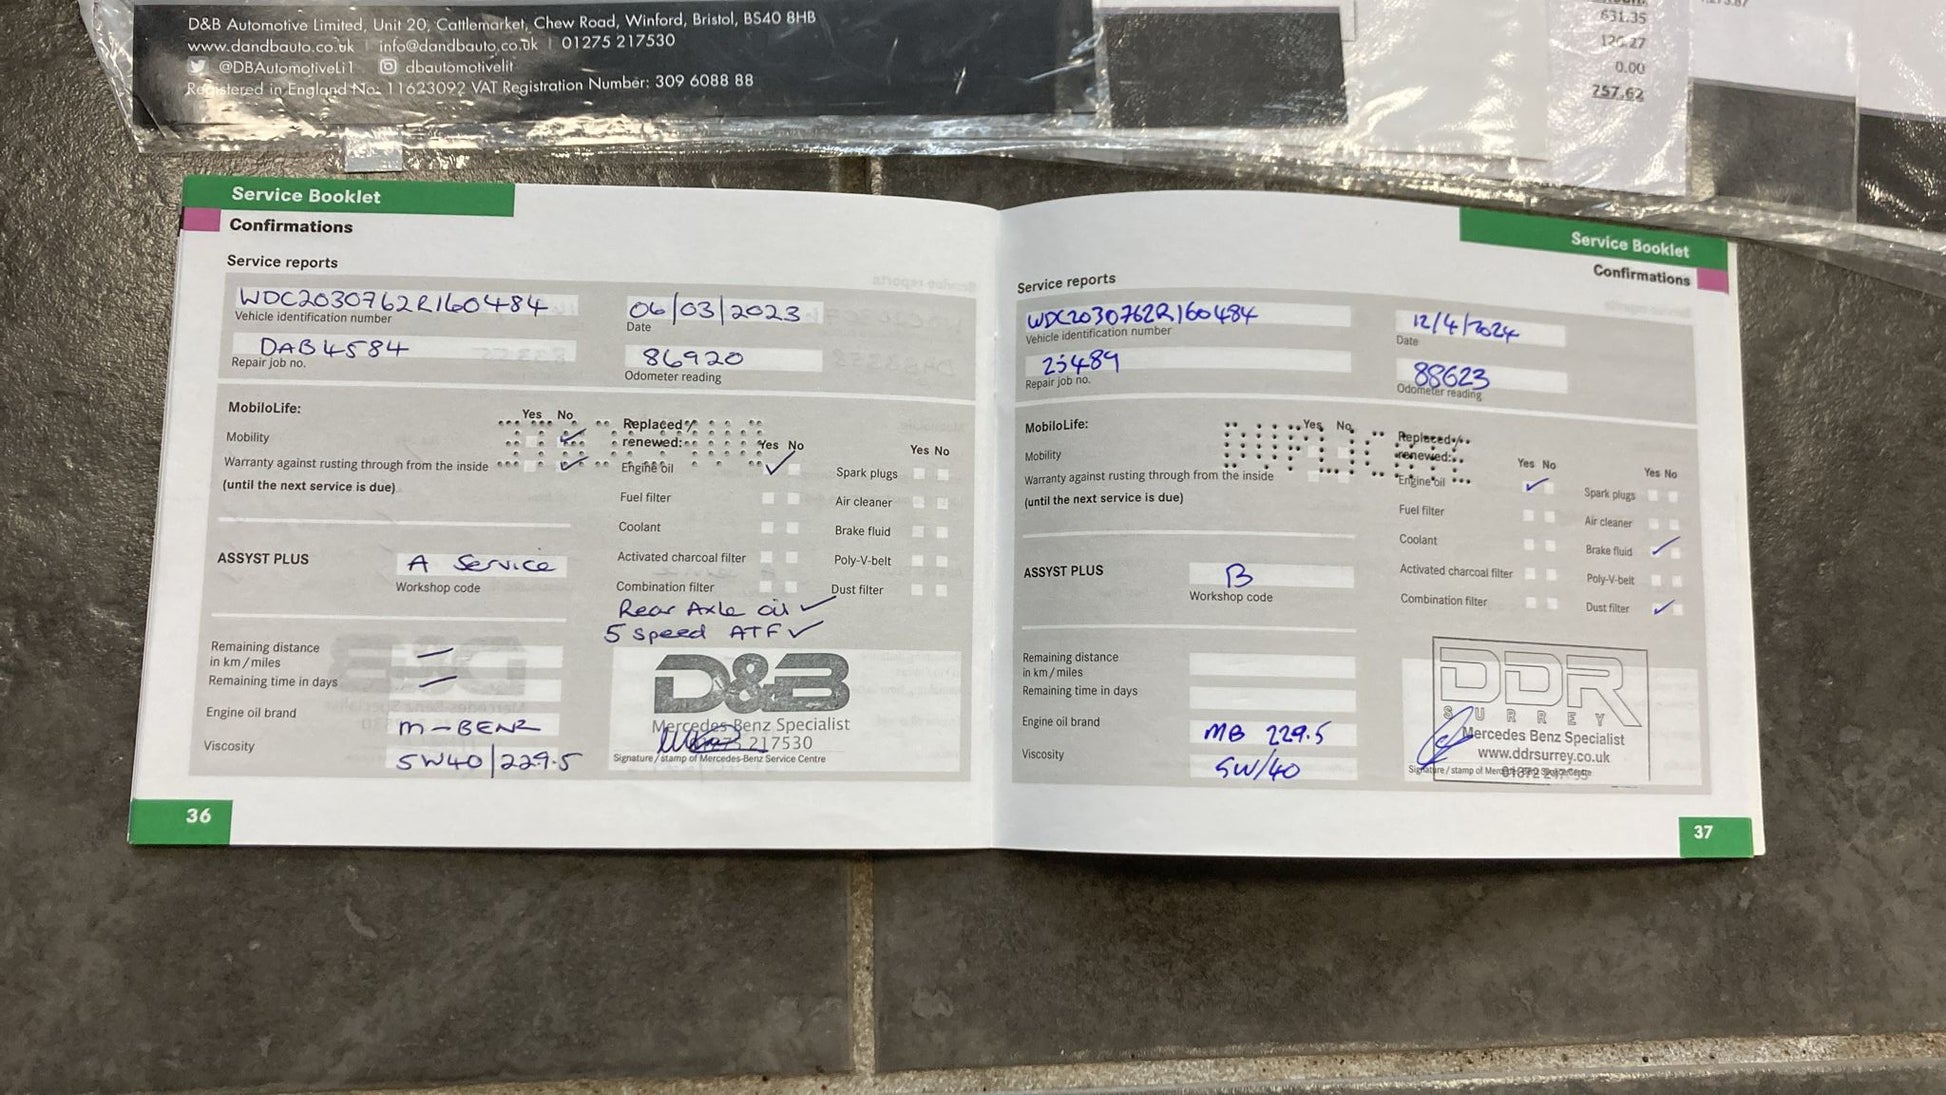 D&B Automotive Limited, Unit 20, Cattlemarket, Chew Road, Winford, Bristol, BS40 8HB
www.dandbauto.co.uk | info@dandbauto.co.uk | 01275 217530
@DBAutomotiveLi1 dbautomotivelit
Registered in England No. 11623092 VAT Registration Number: 309 6088 88
631.35
126.27
0.00
757.62
Service Booklet
Confirmations
Service reports
WDC2030762R160484
Vehicle identification number
06/03/2023
Date
DAB4584
Repair job no.
86920
Odometer reading
MobiloLife:
Yes No
Mobility
Warranty against rusting through from the inside
(until the next service is due)
Replaced/
renewed:
Yes No
Yes No
Engine oil
Spark plugs
Fuel filter
Air cleaner
Coolant
Brake fluid
Activated charcoal filter
Poly-V-belt
Combination filter
Dust filter
Rear Axle oil ✓
5 speed ATF ✓
ASSYST PLUS
A Service
Workshop code
Remaining distance
in km/miles
Remaining time in days
Engine oil brand
M-BENZ
Viscosity
5W40/229.5
D&B
Mercedes-Benz Specialist
217530
Signature/stamp of Mercedes-Benz Service Centre
36
Service Booklet
Confirmations
Service reports
WDC2030762R160484
Vehicle identification number
12/4/2024
Date
25489
Repair job no.
88623
Odometer reading
MobiloLife:
Yes No
Mobility
Warranty against rusting through from the inside
(until the next service is due)
Replaced/
renewed:
Yes No
Yes No
Engine oil
Spark plugs
Fuel filter
Air cleaner
Coolant
Brake fluid
Activated charcoal filter
Poly-V-belt
Combination filter
Dust filter
ASSYST PLUS
B
Workshop code
Remaining distance
in km/miles
Remaining time in days
Engine oil brand
MB 229.5
Viscosity
5W/40
DDR
SURREY
Mercedes Benz Specialist
www.ddrsurrey.co.uk
Signature/stamp of
37